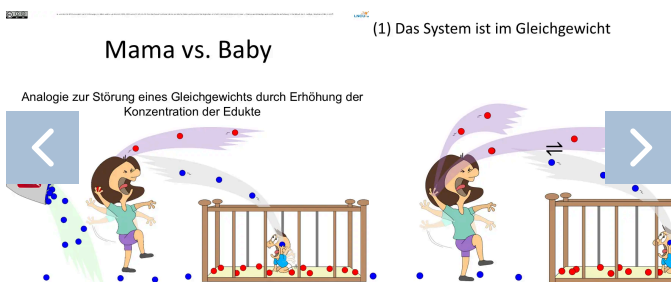 Mama vs. Baby
Analogie zur Störung eines Gleichgewichts durch Erhöhung der
Konzentration der Edukte
(1) Das System ist im Gleichgewicht